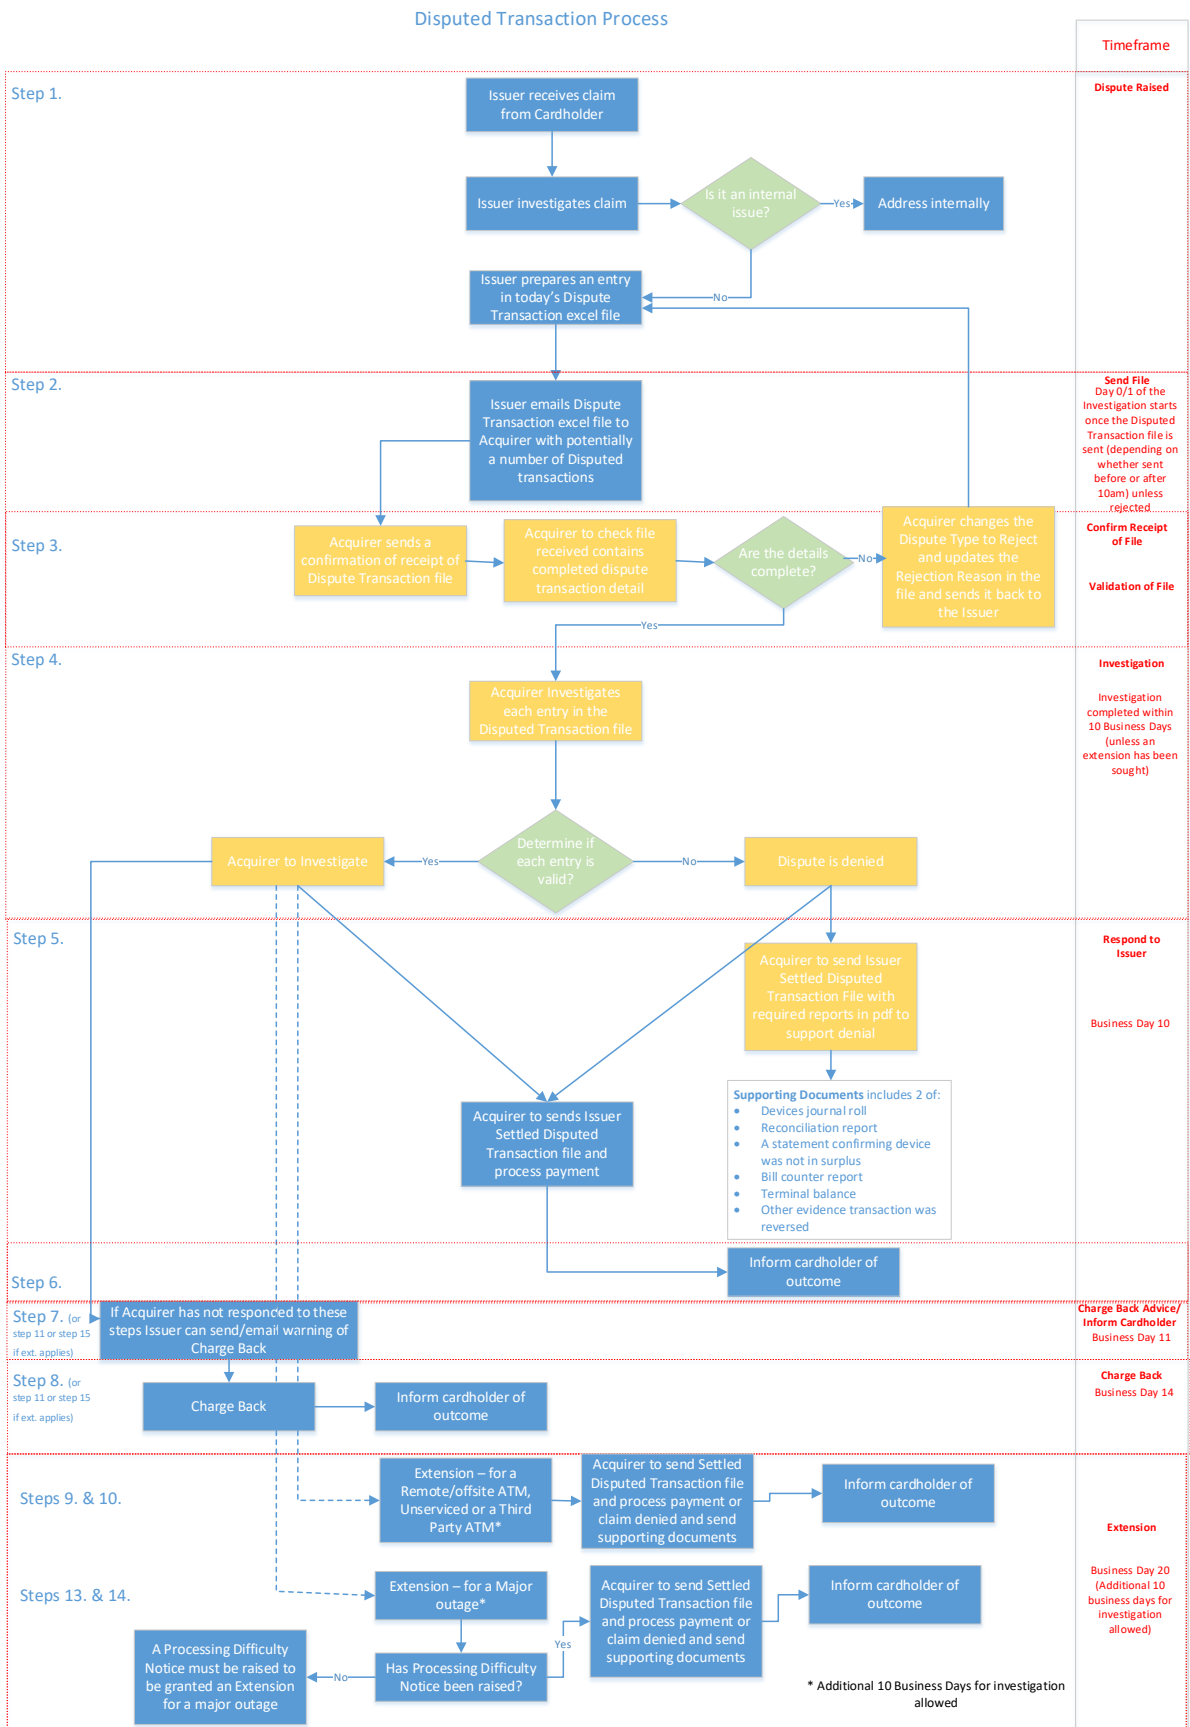 Disputed Transaction Process
Timeframe
Step 1.
Dispute Raised
Issuer receives claim
from Cardholder
Issuer investigates claim
Is it an internal
issue?
Yes
Address internally
No
Issuer prepares an entry
in today's Dispute
Transaction excel file
Step 2.
Send File
Day 0/1 of the
Investigation starts
once the Disputed
Transaction file is
sent (depending on
whether sent
before or after
10am) unless
rejected
Issuer emails Dispute
Transaction excel file to
Acquirer with potentially
a number of Disputed
transactions
Step 3.
Confirm Receipt
of File
Validation of File
Acquirer sends a
confirmation of receipt of
Dispute Transaction file
Acquirer to check file
received contains
completed dispute
transaction detail
Are the details
complete?
No
Acquirer changes the
Dispute Type to Reject
and updates the
Rejection Reason in the
file and sends it back to
the Issuer
Yes
Step 4.
Investigation
Investigation
completed within
10 Business Days
(unless an
extension has been
sought)
Acquirer Investigates
each entry in the
Disputed Transaction file
Determine if
each entry is
valid?
Yes
Acquirer to Investigate
No
Dispute is denied
Step 5.
Respond to
Issuer
Business Day 10
Acquirer to send Issuer
Settled Disputed
Transaction File with
required reports in pdf to
support denial
Supporting Documents includes 2 of:
• Devices journal roll
• Reconciliation report
• A statement confirming device
was not in surplus
• Bill counter report
• Terminal balance
• Other evidence transaction was
reversed
Acquirer to sends Issuer
Settled Disputed
Transaction file and
process payment
Step 6.
Inform cardholder of
outcome
Step 7. (or
step 11 or step 15
if ext. applies)
If Acquirer has not responded to these
steps Issuer can send/email warning of
Charge Back
Charge Back Advice/
Inform Cardholder
Business Day 11
Step 8. (or
step 11 or step 15
if ext. applies)
Charge Back
Inform cardholder of
outcome
Charge Back
Business Day 14
Steps 9. & 10.
Extension – for a
Remote/offsite ATM,
Unserviced or a Third
Party ATM*
Acquirer to send Settled
Disputed Transaction file
and process payment or
claim denied and send
supporting documents
Inform cardholder of
outcome
Extension
Business Day 20
(Additional 10
business days for
investigation
allowed)
Steps 13. & 14.
Extension – for a Major
outage*
Acquirer to send Settled
Disputed Transaction file
and process payment or
claim denied and send
supporting documents
Inform cardholder of
outcome
Yes
Has Processing Difficulty
Notice been raised?
No
A Processing Difficulty
Notice must be raised to
be granted an Extension
for a major outage
* Additional 10 Business Days for investigation
allowed